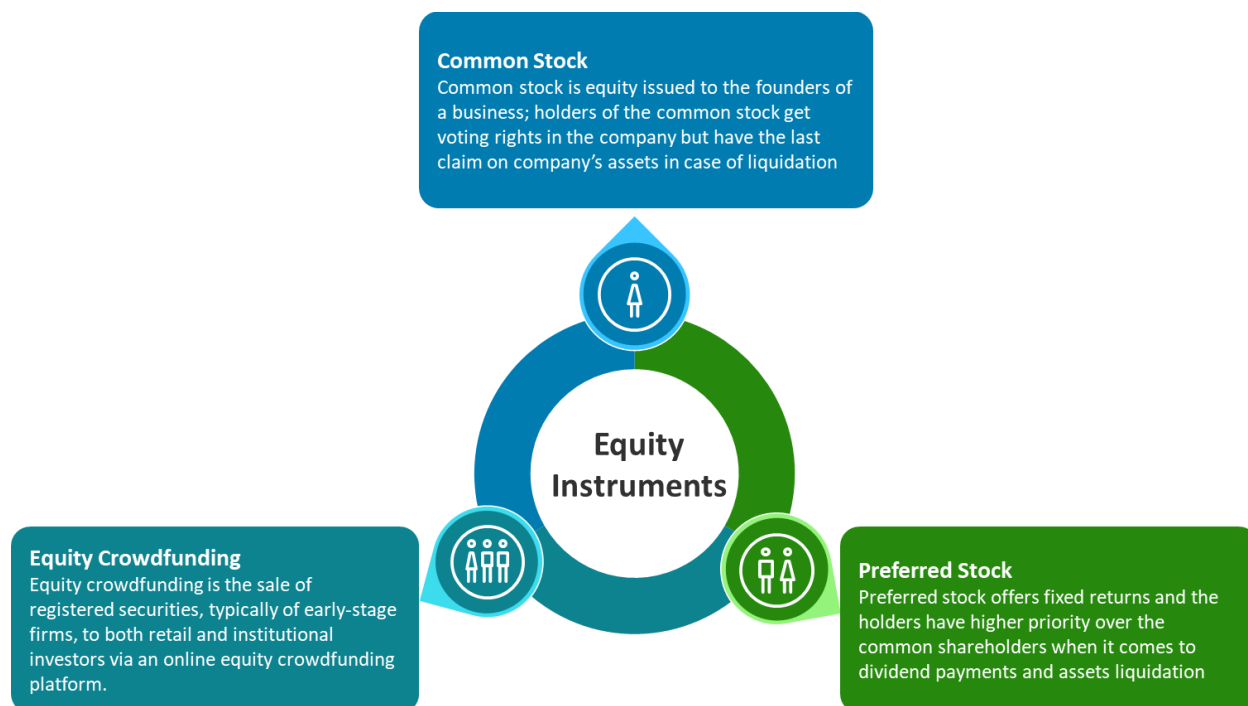 Common Stock
Common stock is equity issued to the founders of
a business; holders of the common stock get
voting rights in the company but have the last
claim on company's assets in case of liquidation
Equity
Instruments
Equity Crowdfunding
Equity crowdfunding is the sale of
registered securities, typically of early-stage
firms, to both retail and institutional
investors via an online equity crowdfunding
platform.
Preferred Stock
Preferred stock offers fixed returns and the
holders have higher priority over the
common shareholders when it comes to
dividend payments and assets liquidation